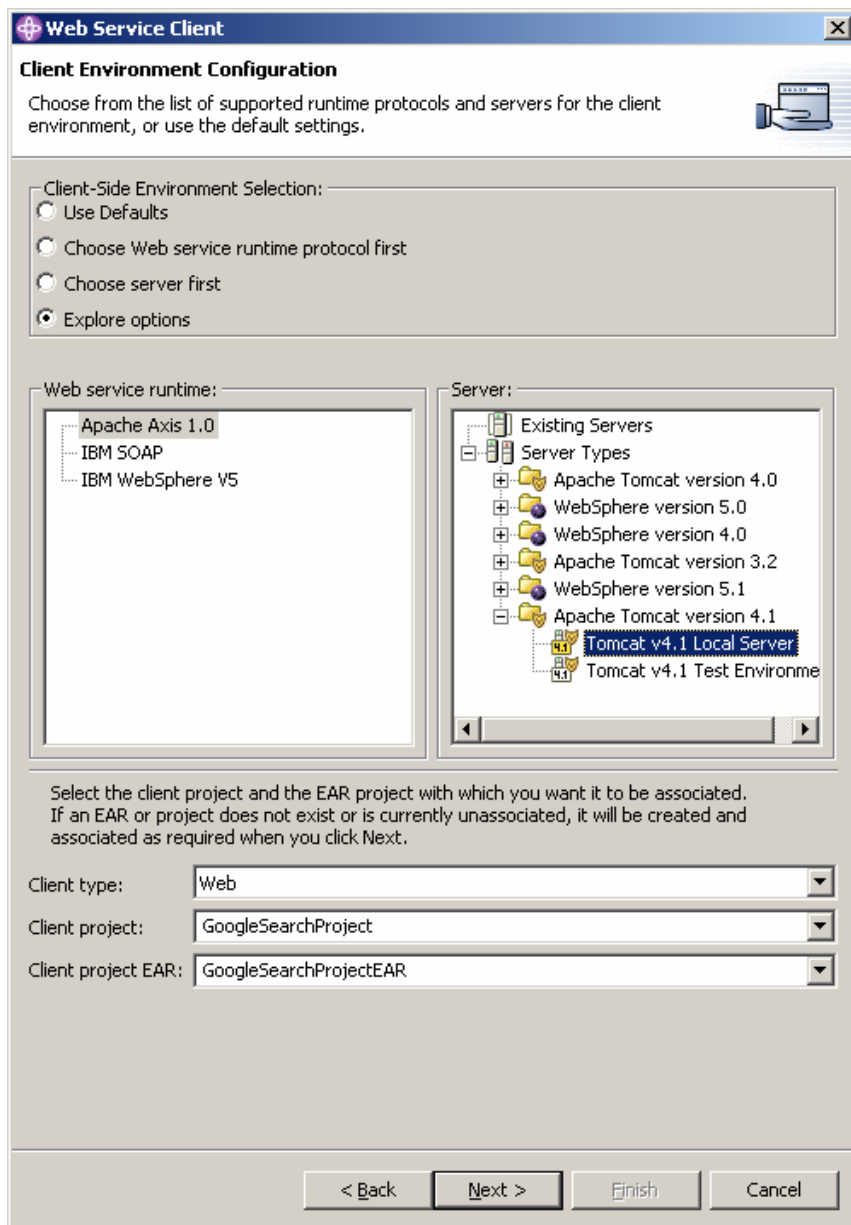 Web Service Client
Client Environment Configuration
Choose from the list of supported runtime protocols and servers for the client
environment, or use the default settings.
Client-Side Environment Selection:
Use Defaults
Choose Web service runtime protocol first
Choose server first
Explore options
Web service runtime:
Apache Axis 1.0
IBM SOAP
IBM WebSphere V5
Server:
Existing Servers
Server Types
Apache Tomcat version 4.0
WebSphere version 5.0
WebSphere version 4.0
Apache Tomcat version 3.2
WebSphere version 5.1
Apache Tomcat version 4.1
4.1 Tomcat v4.1 Local Server
4.1 Tomcat v4.1 Test Environme
Select the client project and the EAR project with which you want it to be associated.
If an EAR or project does not exist or is currently unassociated, it will be created and
associated as required when you click Next.
Client type: Web
Client project: GoogleSearchProject
Client project EAR: GoogleSearchProjectEAR
< Back Next > Finish Cancel